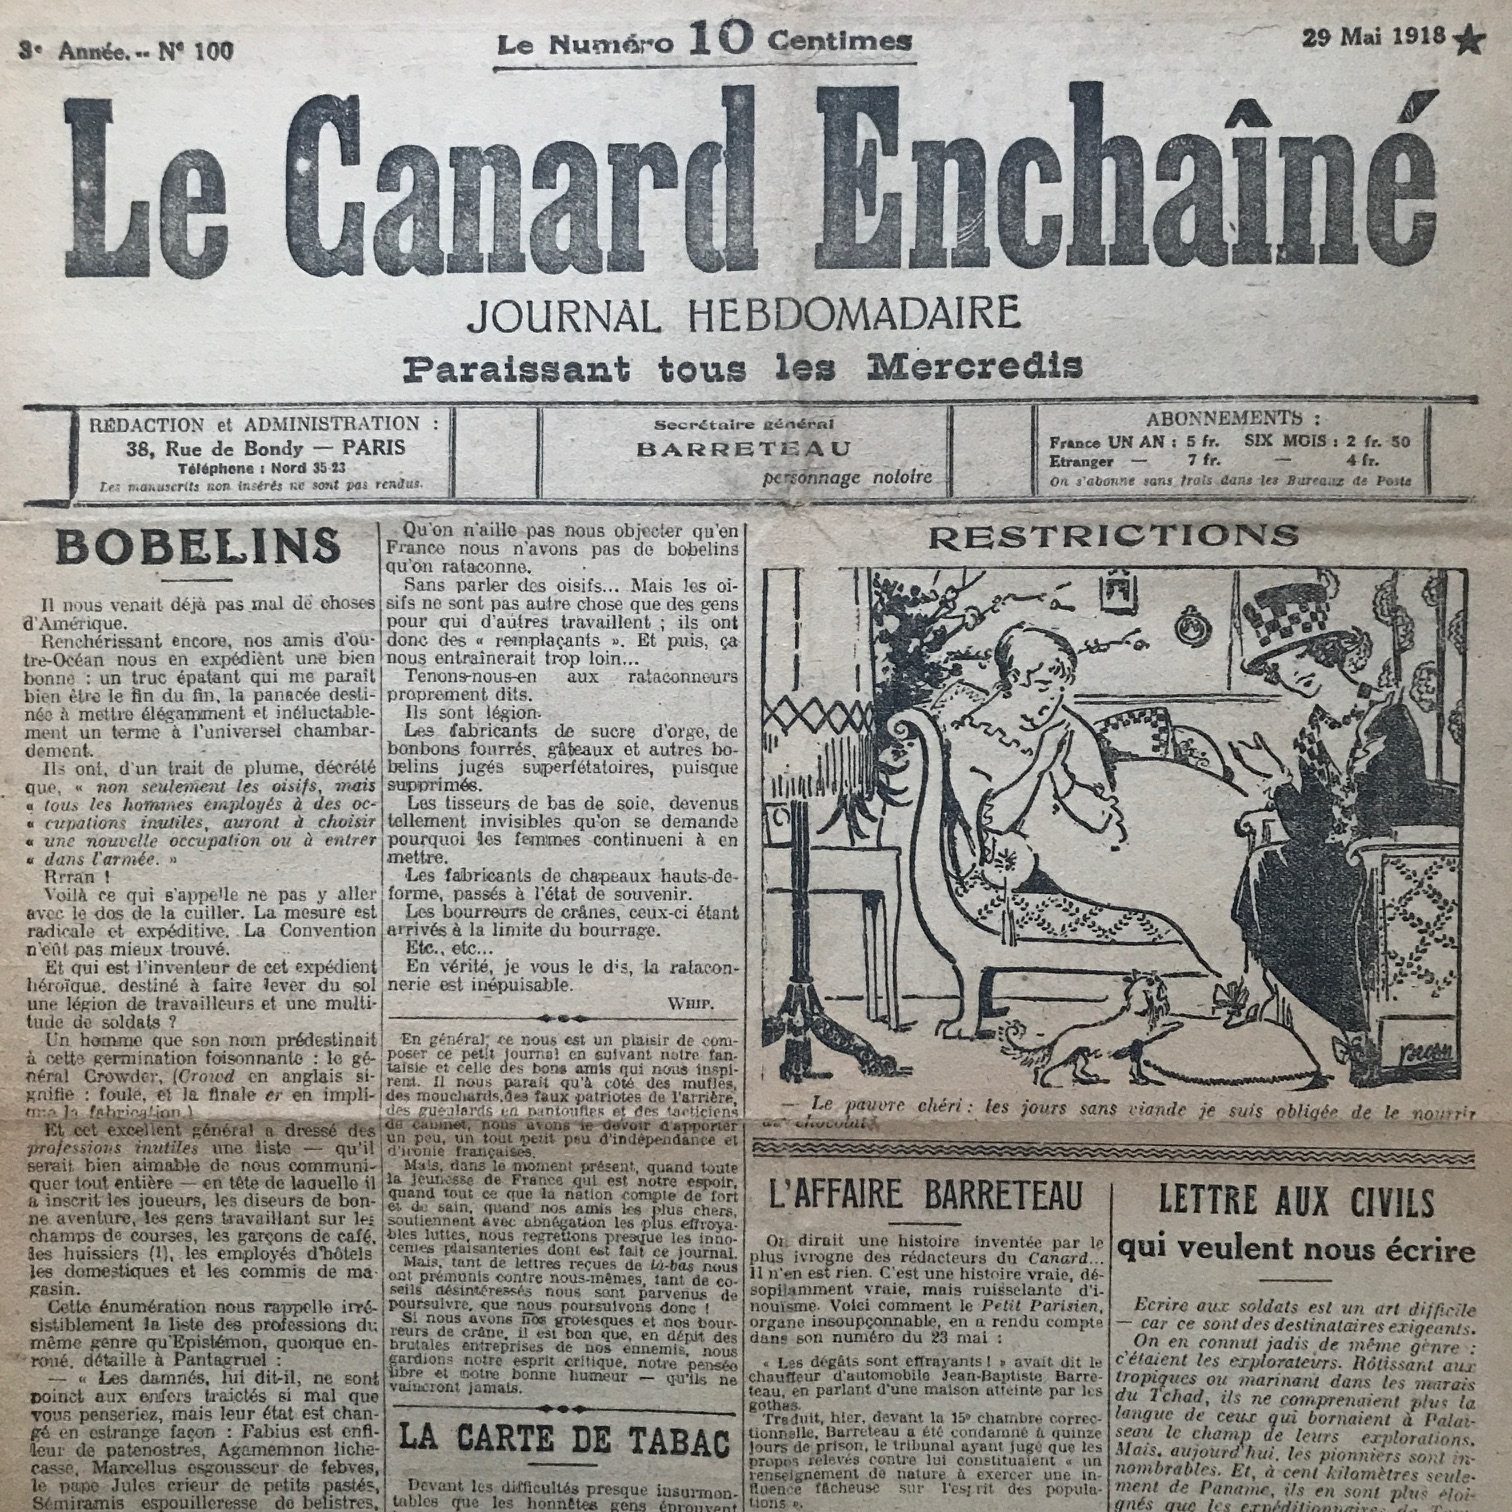 3e Année. -- N° 100
Le Numéro 10 Centimes
29 Mai 1918
Le Canard Enchaîné
JOURNAL HEBDOMADAIRE
Paraissant tous les Mercredis
RÉDACTION et ADMINISTRATION :
38, Rue de Bondy — PARIS
Téléphone : Nord 35-23
Les manuscrits non insérés ne sont pas rendus.
Secrétaire général
BARRETEAU
personnage notoire
ABONNEMENTS :
France UN AN : 5 fr. SIX MOIS : 2 fr. 50
Etranger — 7 fr. — 4 fr.
On s'abonne sans frais dans les Bureaux de Poste
BOBELINS
Il nous venait déjà pas mal de choses
d'Amérique.
Renchérissant encore, nos amis d'ou-
tre-Océan nous en expédient une bien
bonne : un truc épatant qui me paraît
bien être le fin du fin, la panacée desti-
née à mettre élégamment et inéluctable-
ment un terme à l'universel chambar-
dement.
Ils ont, d'un trait de plume, décrété
que, « non seulement les oisifs, mais
« tous les hommes employés à des oc-
« cupations inutiles, auront à choisir
« une nouvelle occupation ou à entrer
« dans l'armée. »
Rrran !
Voilà ce qui s'appelle ne pas y aller
avec le dos de la cuiller. La mesure est
radicale et expéditive. La Convention
n'eût pas mieux trouvé.
Et qui est l'inventeur de cet expédient
héroïque, destiné à faire lever du sol
une légion de travailleurs et une multi-
tude de soldats ?
Un homme que son nom prédestinait
à cette germination foisonnante : le gé-
néral Crowder, (Crowd en anglais si-
gnifie : foule, et la finale er en impli-
que la fabrication.)
Et cet excellent général a dressé des
professions inutiles une liste — qu'il
serait bien aimable de nous communi-
quer tout entière — en tête de laquelle il
a inscrit les joueurs, les diseurs de bon-
ne aventure, les gens travaillant sur les
champs de courses, les garçons de café,
les huissiers (!), les employés d'hôtels
les domestiques et les commis de ma-
gasin.
Cette énumération nous rappelle irré-
sistiblement la liste des professions du
même genre qu'Epistémon, quoique en-
roué, détaille à Pantagruel :
— « Les damnés, lui dit-il, ne sont
poinct aux enfers traictés si mal que
vous penseriez, mais leur état est chan-
gé en estrange façon : Fabius est enfi-
leur de patenostres, Agamemnon liche-
casse, Marcellus esgousseur de febves,
le pape Jules crieur de petits pastés,
Sémiramis espouilleresse de belistres,
Qu'on n'aille pas nous objecter qu'en
France nous n'avons pas de bobelins
qu'on rataconne.
Sans parler des oisifs... Mais les oi-
sifs ne sont pas autre chose que des gens
pour qui d'autres travaillent ; ils ont
donc des « remplaçants ». Et puis, ça
nous entraînerait trop loin...
Tenons-nous-en aux rataconneurs
proprement dits.
Ils sont légion.
Les fabricants de sucre d'orge, de
bonbons fourrés, gâteaux et autres bo-
belins jugés superfétatoires, puisque
supprimés.
Les tisseurs de bas de soie, devenus
tellement invisibles qu'on se demande
pourquoi les femmes continueni à en
mettre.
Les fabricants de chapeaux hauts-de-
forme, passés à l'état de souvenir.
Les bourreurs de crânes, ceux-ci étant
arrivés à la limite du bourrage.
Etc., etc...
En vérité, je vous le dis, la ratacon-
nerie est inépuisable.
WHIP.
En général, ce nous est un plaisir de com-
poser ce petit journal en suivant notre fan-
taisie et celle des bons amis qui nous inspi-
rent. Il nous paraît qu'à côté des mufles,
des mouchards,des faux patriotes de l'arrière,
des gueulards en pantoufles et des tacticiens
de cabinet, nous avons le devoir d'apporter
un peu, un tout petit peu d'indépendance et
d'ironie françaises.
Mais, dans le moment présent, quand toute
la jeunesse de France qui est notre espoir,
quand tout ce que la nation compte de fort
et de sain, quand nos amis les plus chers,
soutiennent avec abnégation les plus effroya-
bles luttes, nous regrettons presque les inno-
centes plaisanteries dont est fait ce journal.
Mais, tant de lettres reçues de là-bas nous
ont prémunis contre nous-mêmes, tant de co-
seils désintéressés nous sont parvenus de
poursuivre, que nous poursuivons donc !
Si nous avons nos grotesques et nos bour-
reurs de crâne, il est bon que, en dépit des
brutales entreprises de nos ennemis, nous
gardions notre esprit critique, notre pensée
libre et notre bonne humeur — qu'ils ne
vaincront jamais.
LA CARTE DE TABAC
Devant les difficultés presque insurmon-
tables que les honnêtes gens éprouvent
RESTRICTIONS
— Le pauvre chéri : les jours sans viande je suis obligée de le nourrir
de chocolat !
L'AFFAIRE BARRETEAU
On dirait une histoire inventée par le
plus ivrogne des rédacteurs du Canard...
Il n'en est rien. C'est une histoire vraie, dé-
sopilamment vraie, mais ruisselante d'i-
nouïsme. Voici comment le Petit Parisien,
organe insoupçonnable, en a rendu compte
dans son numéro du 23 mai :
« Les dégâts sont effrayants ! » avait dit le
chauffeur d'automobile Jean-Baptiste Barre-
teau, en parlant d'une maison atteinte par les
gothas.
Traduit, hier, devant la 15e chambre correc-
tionnelle, Barreteau a été condamné à quinze
jours de prison, le tribunal ayant jugé que les
propos relevés contre lui constituaient « un
renseignement de nature à exercer une in-
fluence fâcheuse sur l'esprit des popula-
tions ».
LETTRE AUX CIVILS
qui veulent nous écrire
Ecrire aux soldats est un art difficile
— car ce sont des destinataires exigeants.
On en connut jadis de même genre :
c'étaient les explorateurs. Rôtissant aux
tropiques ou marinant dans les marais
du Tchad, ils ne comprenaient plus la
langue de ceux qui bornaient à Palai-
seau le champ de leurs explorations.
Mais, aujourd'hui, les pionniers sont in-
nombrables. Et, à cent kilomètres seule-
ment de Paname, ils en sont plus éloi-
gnés que les expéditionnaires